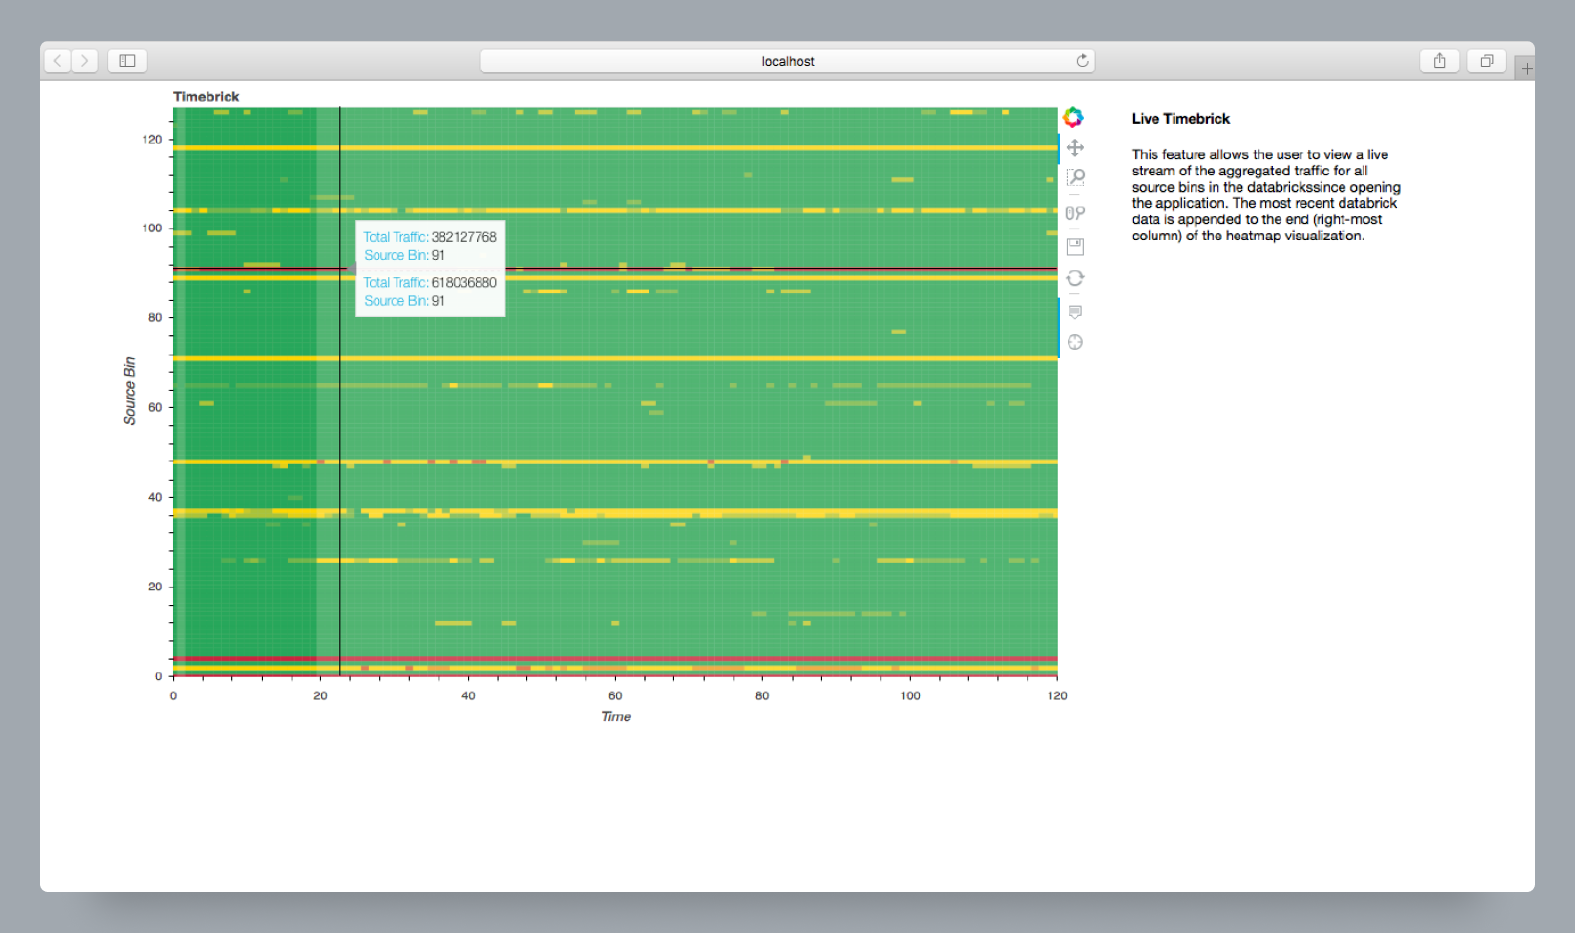 localhost
Timebrick
Live Timebrick
This feature allows the user to view a live
stream of the aggregated traffic for all
source bins in the databrickssince opening
the application. The most recent databrick
data is appended to the end (right-most
column) of the heatmap visualization.
120
100
80
60
40
20
0
Source Bin
Total Traffic: 382127768
Source Bin: 91
Total Traffic: 618036880
Source Bin: 91
0 20 40 60 80 100 120
Time